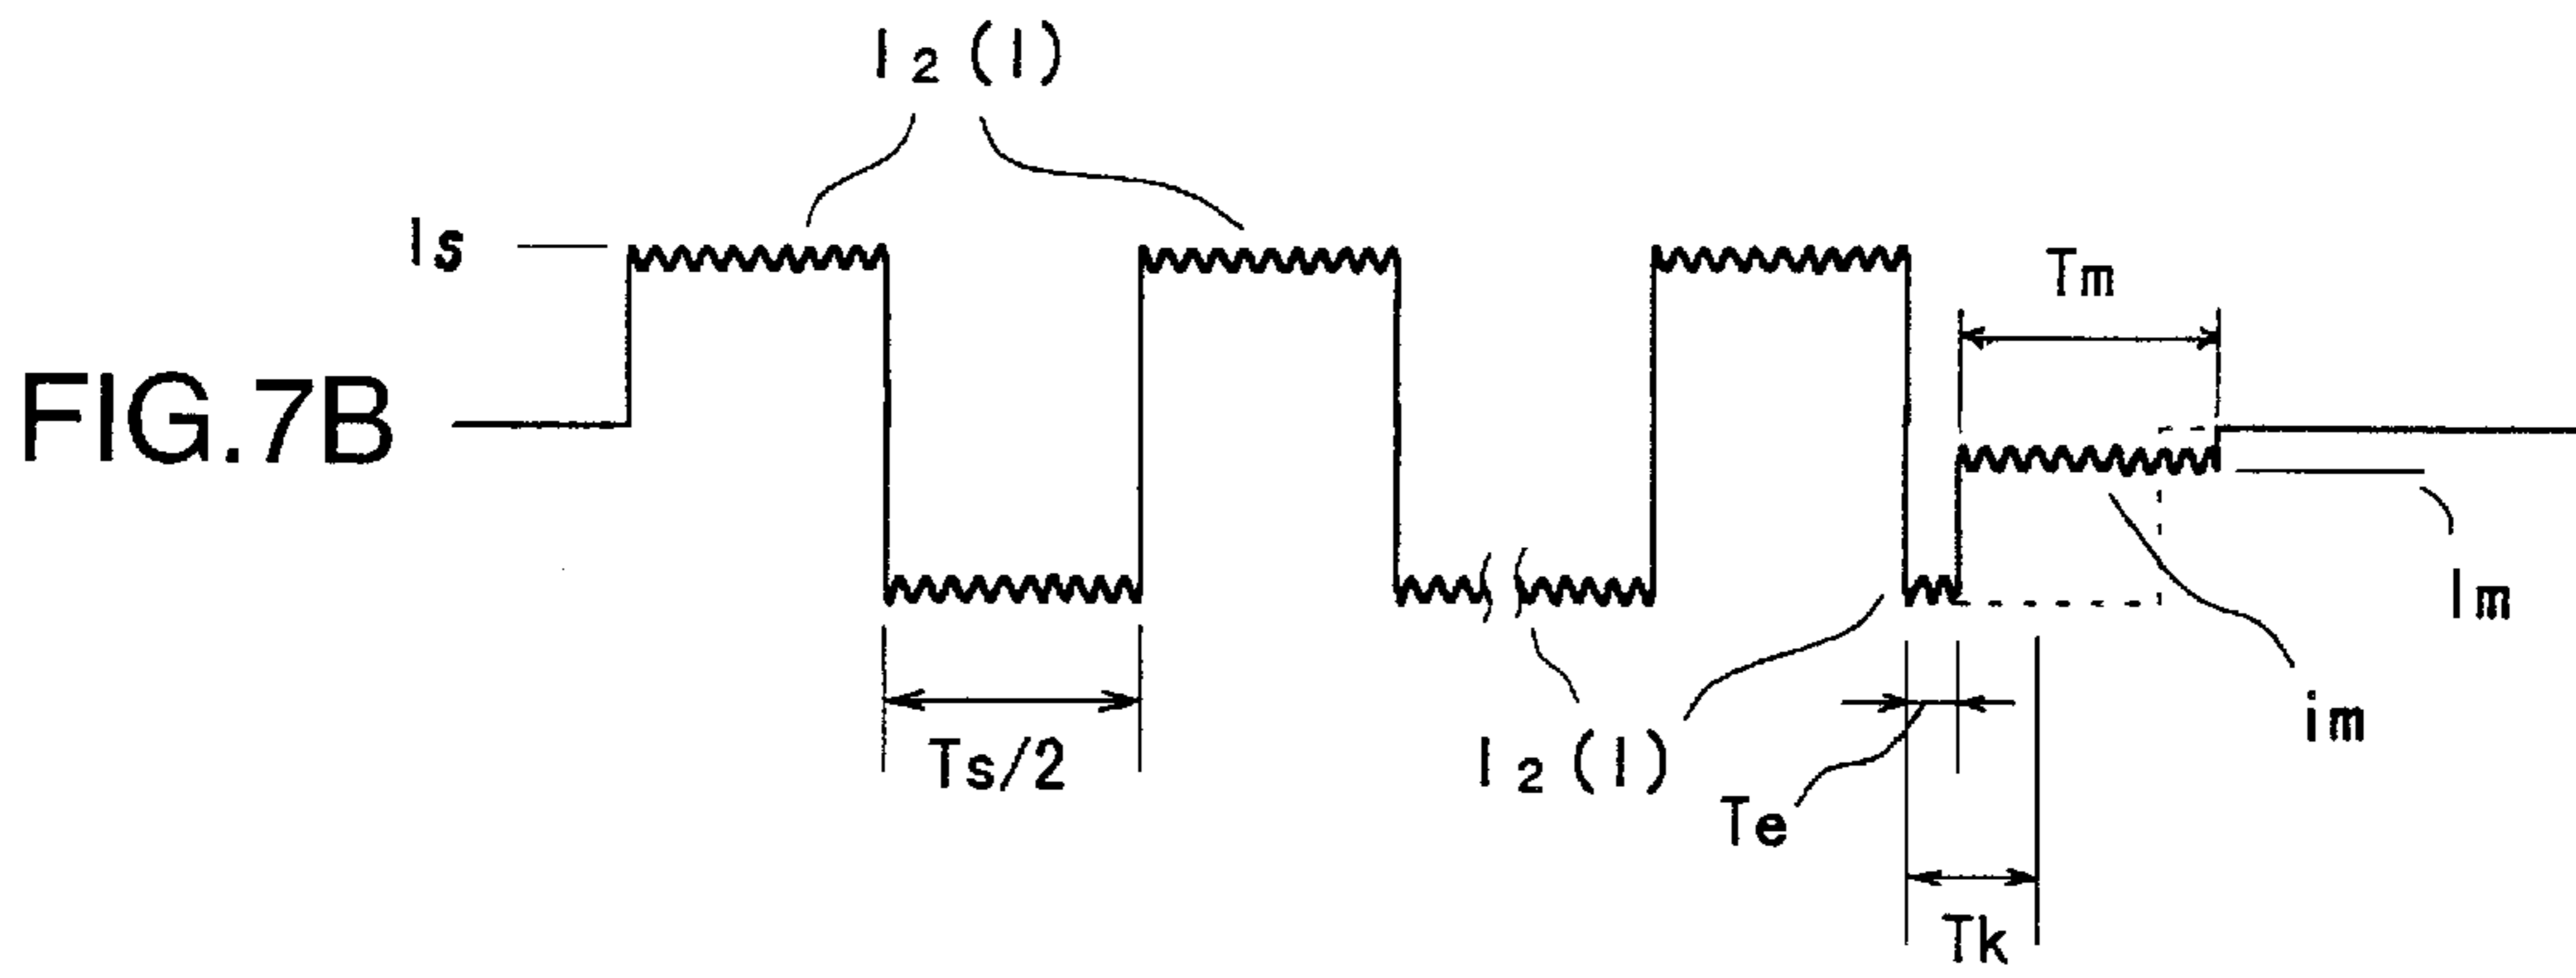 I₂(I)
Is
Tm
FIG.7B
Im
im
Ts/2
I₂(I)
Te
Tk